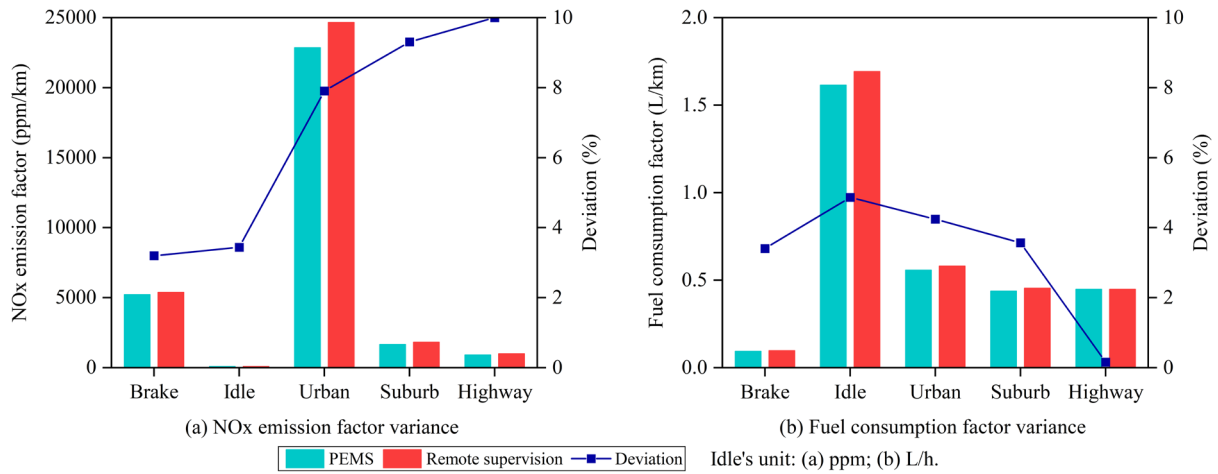 25000
20000
15000
10000
5000
0
NOx emission factor (ppm/km)
10
8
6
4
2
0
Deviation (%)
Brake Idle Urban Suburb Highway
(a) NOx emission factor variance
2.0
1.5
1.0
0.5
0.0
Fuel consumption factor (L/km)
10
8
6
4
2
0
Deviation (%)
Brake Idle Urban Suburb Highway
(b) Fuel consumption factor variance
PEMS Remote supervision Deviation
Idle's unit: (a) ppm; (b) L/h.